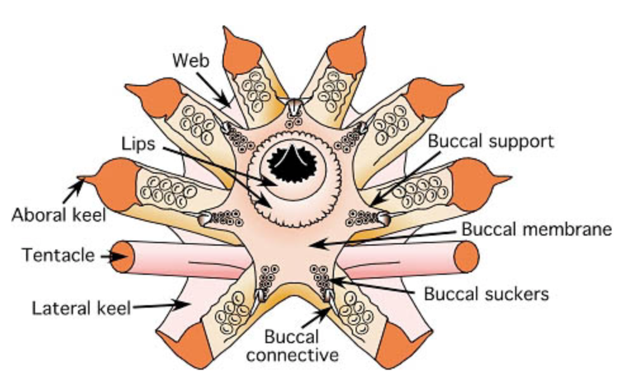 Web
Lips
Buccal support
Aboral keel
Buccal membrane
Tentacle
Buccal suckers
Lateral keel
Buccal
connective